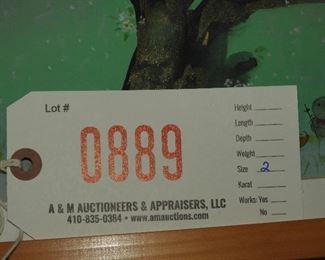 Lot #
0889
A & M AUCTIONEERS & APPRAISERS, LLC
410-835-0384 • www.amauctions.com
Height
Length
Depth
Weight
Size 2
Karat
Works: Yes
No